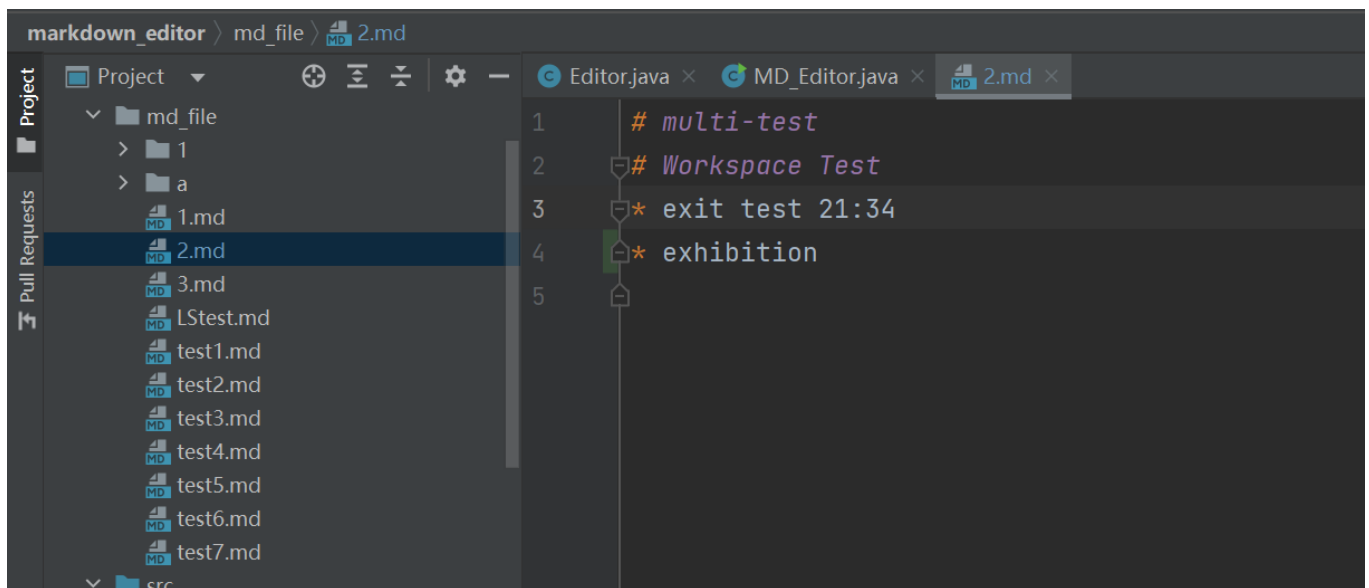 markdown_editor 〉 md_file 〉 2.md
Project
Pull Requests
Project
md_file
1
a
1.md
2.md
3.md
LStest.md
test1.md
test2.md
test3.md
test4.md
test5.md
test6.md
test7.md
src
Editor.java × MD_Editor.java × 2.md ×
1 # multi-test
2 # Workspace Test
3 * exit test 21:34
4 * exhibition
5